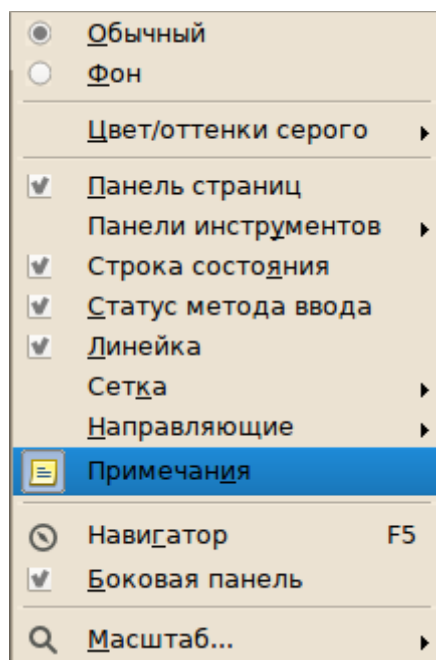 Обычный
Фон
Цвет/оттенки серого
Панель страниц
Панели инструментов
Строка состояния
Статус метода ввода
Линейка
Сетка
Направляющие
Примечания
Навигатор F5
Боковая панель
Масштаб...